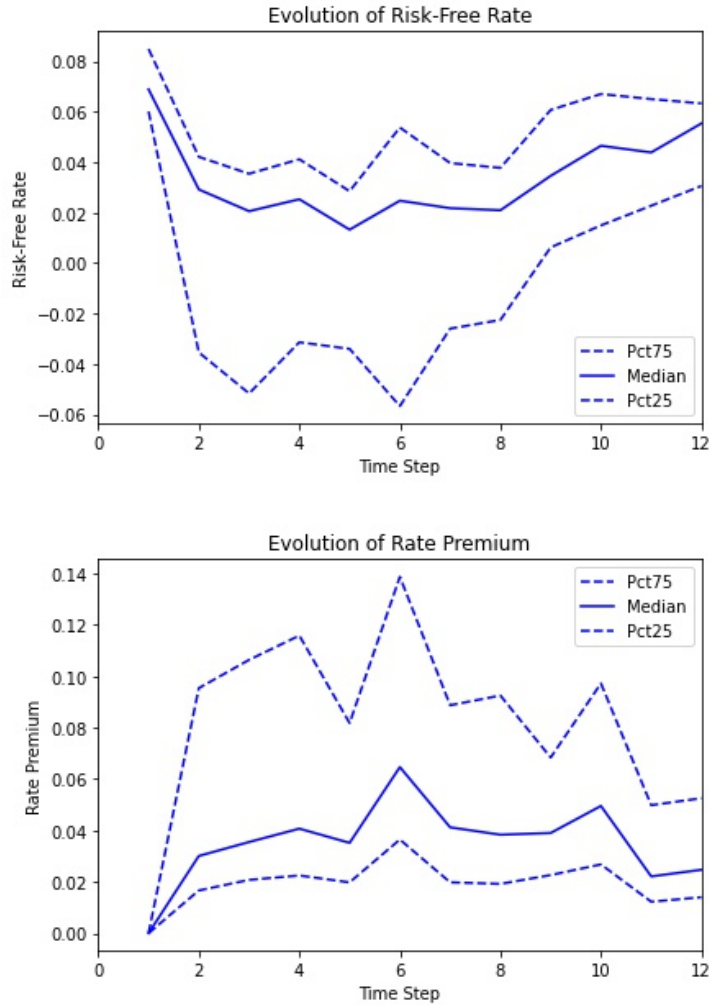 Evolution of Risk-Free Rate
Risk-Free Rate
0.08
0.06
0.04
0.02
0.00
−0.02
−0.04
−0.06
Pct75
Median
Pct25
0 2 4 6 8 10 12
Time Step
Evolution of Rate Premium
Rate Premium
0.14
0.12
0.10
0.08
0.06
0.04
0.02
0.00
Pct75
Median
Pct25
0 2 4 6 8 10 12
Time Step